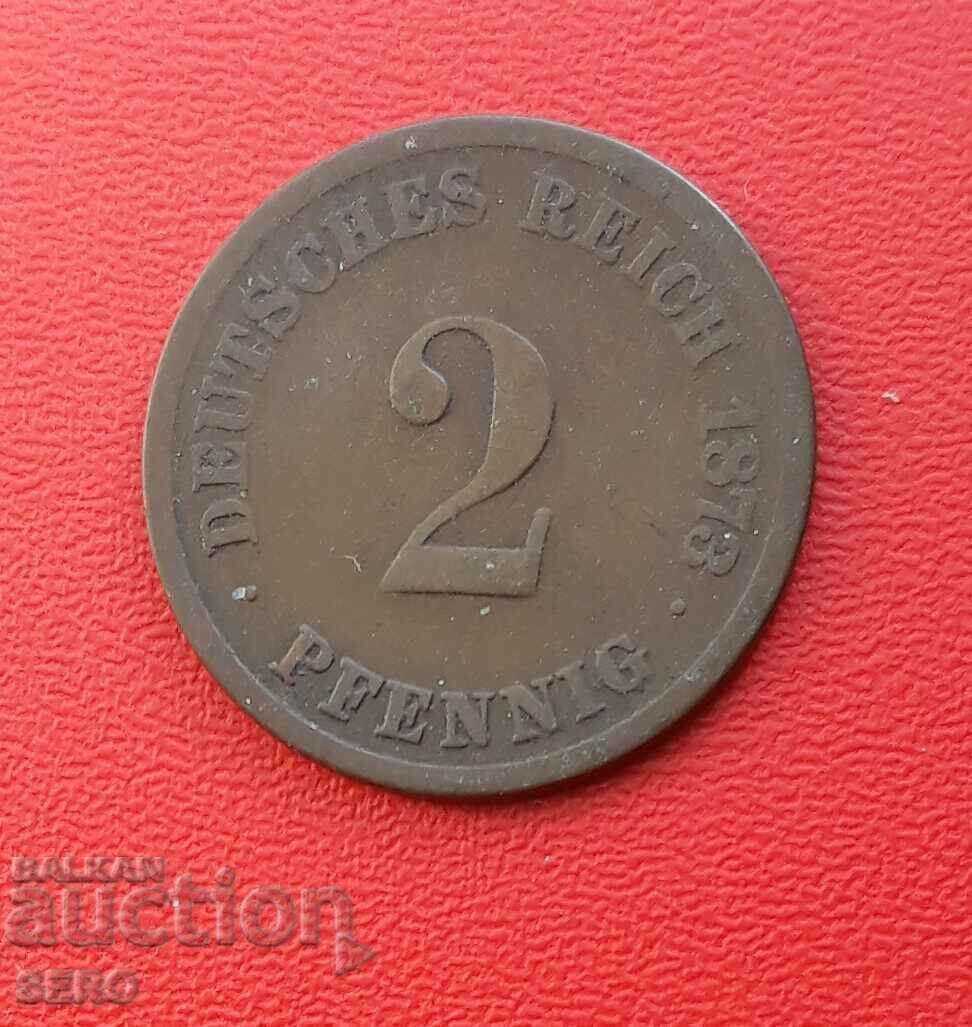 · DEUTSCHES REICH 1873 ·
2
PFENNIG
BALKAN
auction
SERO